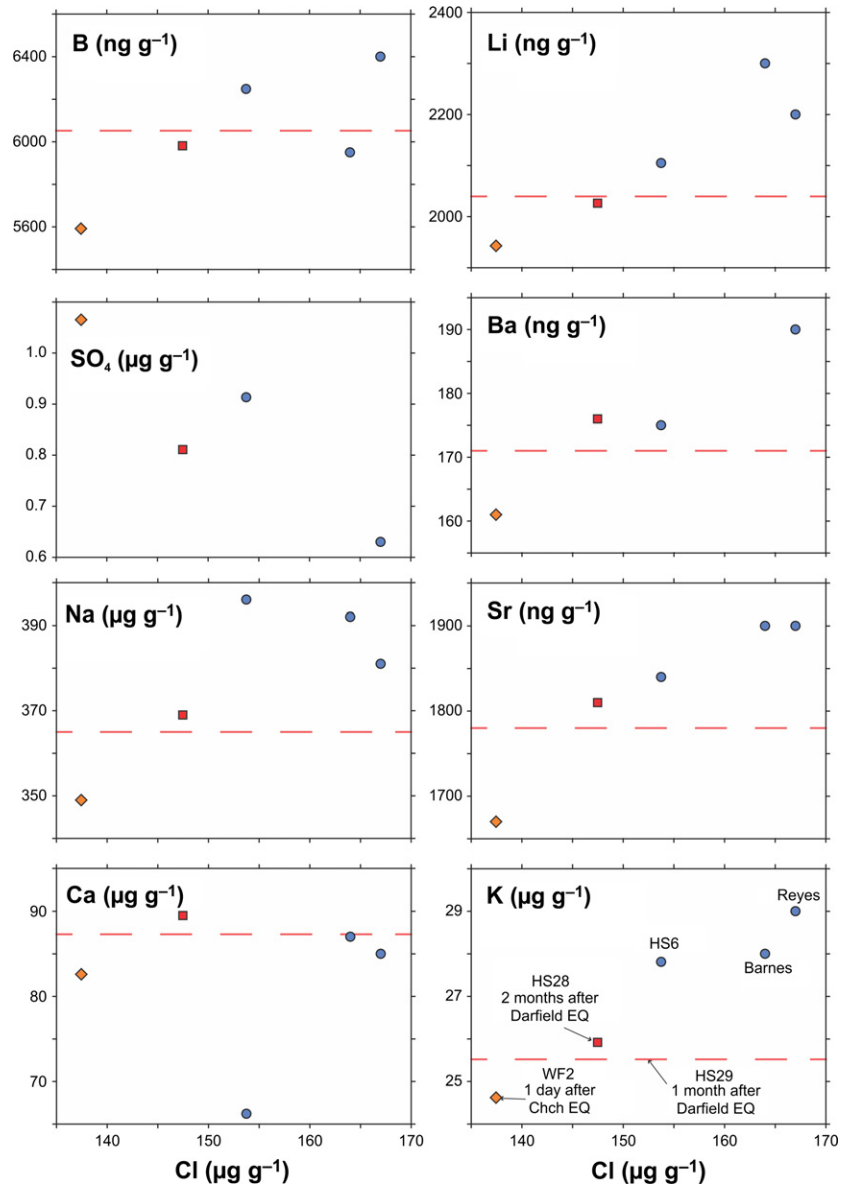 B (ng g⁻¹)
6400
6000
5600
Li (ng g⁻¹)
2400
2200
2000
SO₄ (µg g⁻¹)
1.0
0.9
0.8
0.7
0.6
Ba (ng g⁻¹)
190
180
170
160
Na (µg g⁻¹)
390
370
350
Sr (ng g⁻¹)
1900
1800
1700
Ca (µg g⁻¹)
90
80
70
140 150 160 170
Cl (µg g⁻¹)
K (µg g⁻¹)
29
27
25
Reyes
HS6
Barnes
HS28
2 months after
Darfield EQ
WF2
1 day after
Chch EQ
HS29
1 month after
Darfield EQ
140 150 160 170
Cl (µg g⁻¹)